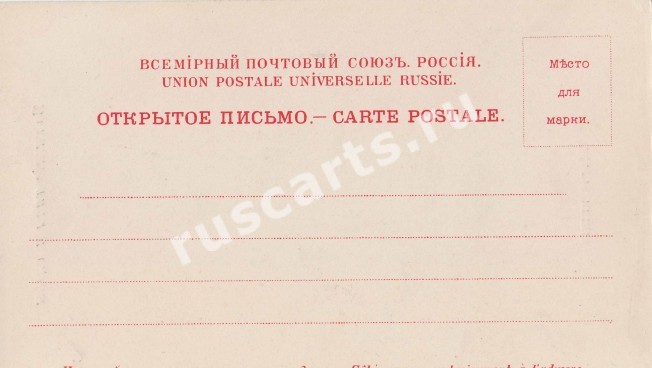 ВСЕМІРНЫЙ ПОЧТОВЫЙ СОЮЗЪ. РОССІЯ.
UNION POSTALE UNIVERSELLE RUSSIE.
ОТКРЫТОЕ ПИСЬМО.— CARTE POSTALE.
Мѣсто
для
марки.
ruscarts.ru